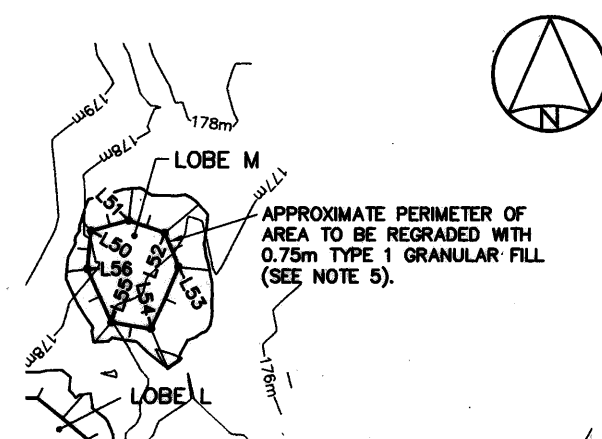 N
179m
178m
178m
LOBE M
177m
L51
L50
L52
L56
L55
L54
L53
APPROXIMATE PERIMETER OF
AREA TO BE REGRADED WITH
0.75m TYPE 1 GRANULAR FILL
(SEE NOTE 5).
178m
176m
LOBE L